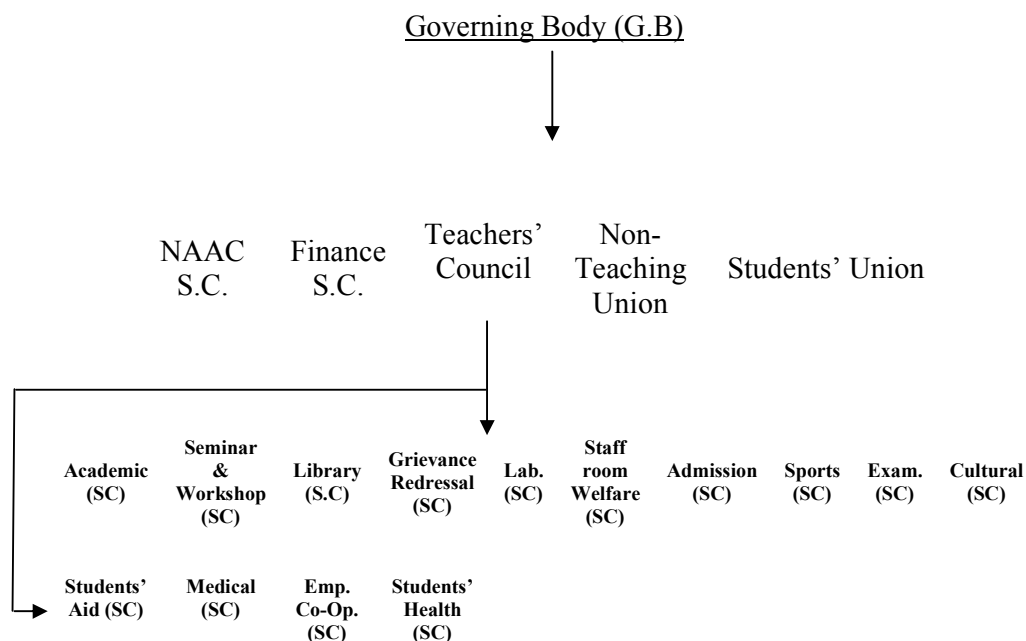 Governing Body (G.B)
NAAC
S.C.
Finance
S.C.
Teachers’
Council
Non-
Teaching
Union
Students’ Union
Academic
(SC)
Seminar
&
Workshop
(SC)
Library
(S.C)
Grievance
Redressal
(SC)
Lab.
(SC)
Staff
room
Welfare
(SC)
Admission
(SC)
Sports
(SC)
Exam.
(SC)
Cultural
(SC)
Students’
Aid (SC)
Medical
(SC)
Emp.
Co-Op.
(SC)
Students’
Health
(SC)